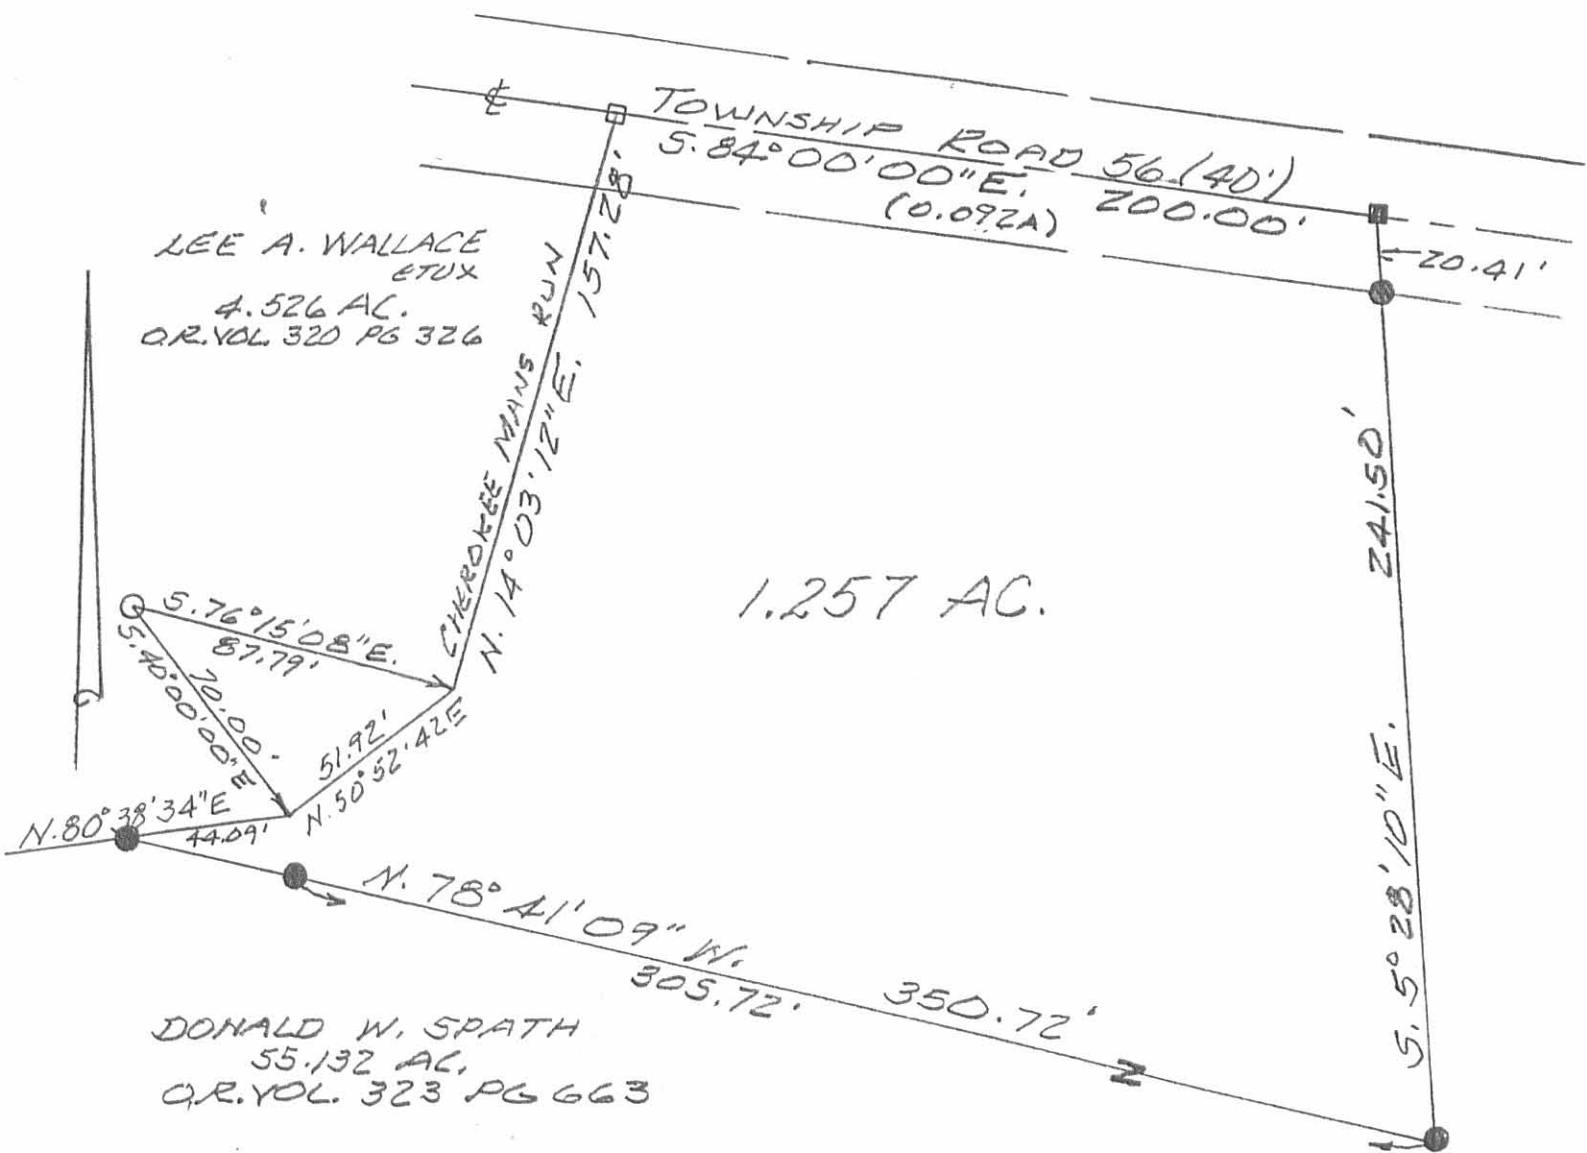 ℄
TOWNSHIP ROAD 56 (40')
S. 84° 00' 00" E. 200.00'
(0.092A)
20.41'
LEE A. WALLACE
ETUX
4.526 AC.
O.R. VOL. 320 PG 326
CHEROKEE MANS RUN
N. 14° 03' 12" E. 157.28'
241.50'
S. 5° 28' 10" E.
1.257 AC.
S. 76° 15' 08" E.
87.79'
70.00
S. 40° 00' 00" E
51.92'
N. 50° 52' 42 E
N. 80° 38' 34" E
44.09'
N. 78° 41' 09" W.
305.72'
350.72'
DONALD W. SPATH
55.132 AC.
O.R. VOL. 323 PG 663